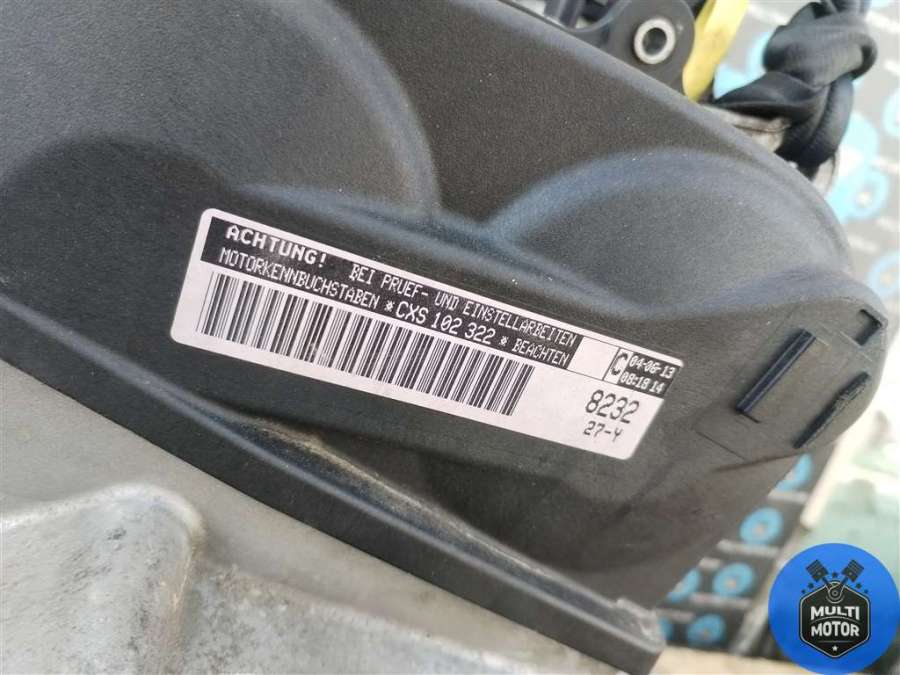 ACHTUNG! BEI PRUEF- UND EINSTELLARBEITEN
MOTORKENNBUCHSTABEN *CXS 102 322 * BEACHTEN
C 04-06-13
08:18 14
8232
27-4
MULTI
MOTOR